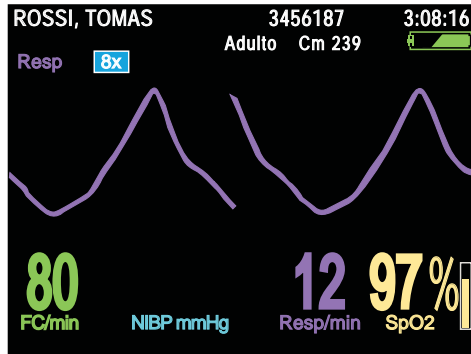 ROSSI, TOMAS 3456187 3:08:16
Adulto Cm 239
Resp 8x
80 12 97%
FC/min NIBP mmHg Resp/min SpO2